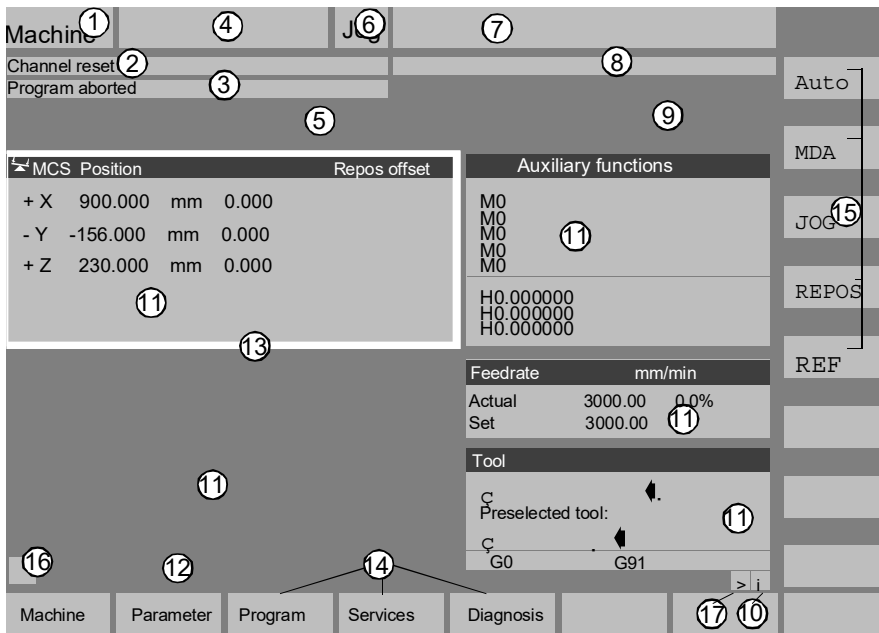 Machine 1 4 Jog 6 7
Channel reset 2 8
Program aborted 3
5 9
MCS Position Repos offset
+ X 900.000 mm 0.000
- Y -156.000 mm 0.000
+ Z 230.000 mm 0.000
11
13
Auxiliary functions
M0
M0
M0 11
M0
M0
H0.000000
H0.000000
H0.000000
Feedrate mm/min
Actual 3000.00 0.0%
Set 3000.00 11
11
Tool
Ç .
Preselected tool: 11
Ç .
G0 G91
16 12 14
> i
17 10
Machine Parameter Program Services Diagnosis
Auto
MDA
JOG 15
REPOS
REF